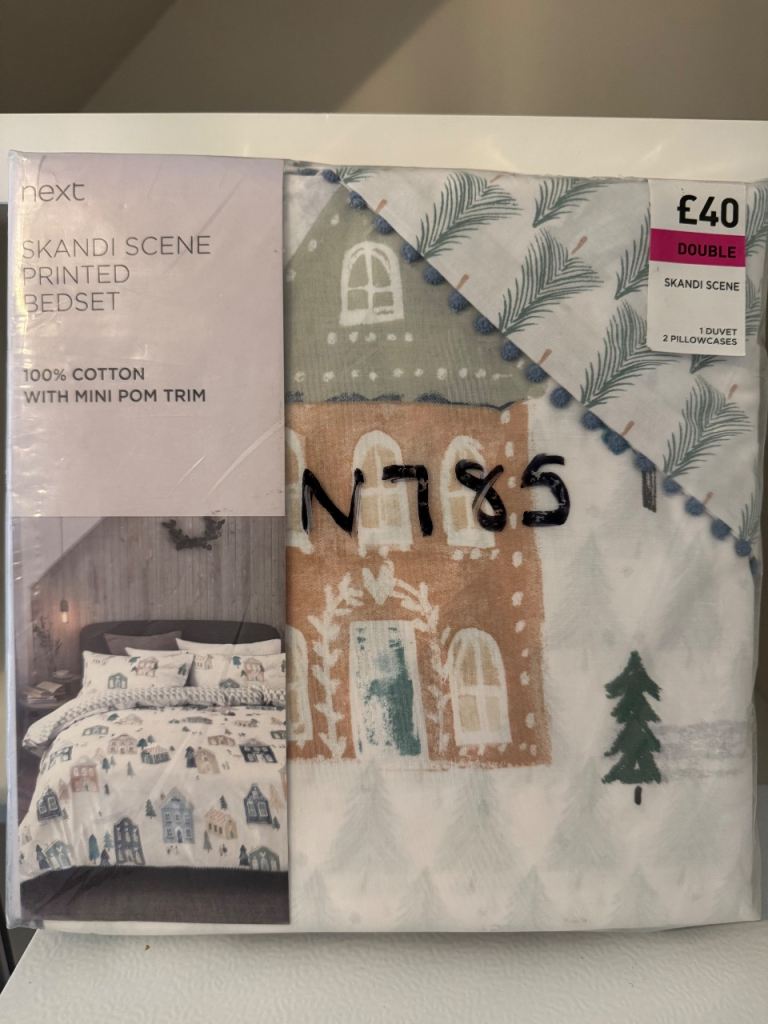 next
SKANDI SCENE
PRINTED
BEDSET
100% COTTON
WITH MINI POM TRIM
£40
DOUBLE
SKANDI SCENE
1 DUVET
2 PILLOWCASES
N785